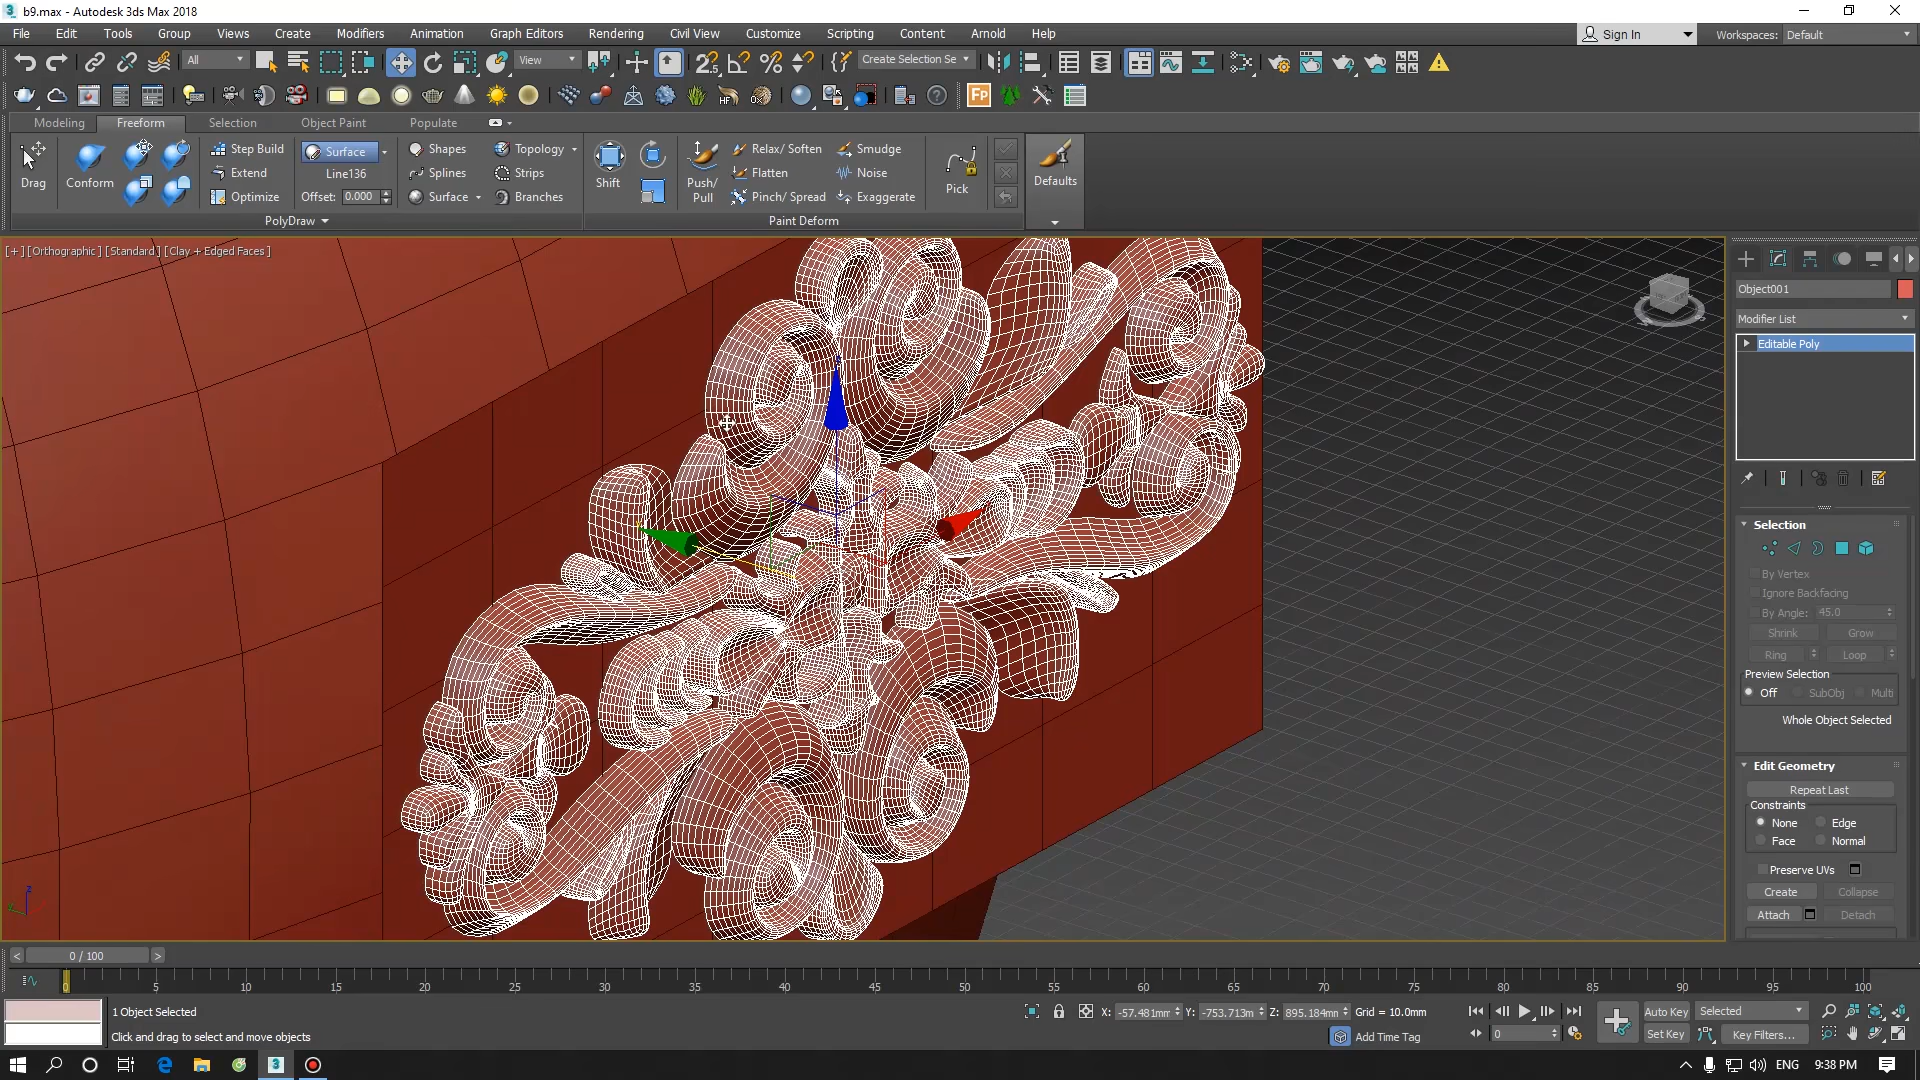 b9.max - Autodesk 3ds Max 2018
File Edit Tools Group Views Create Modifiers Animation Graph Editors Rendering Civil View Customize Scripting Content Arnold Help
Sign In Workspaces: Default
All View Create Selection Se
Fp
Modeling Freeform Selection Object Paint Populate
Drag Conform Step Build Extend Optimize
Surface Line136 Offset: 0.000
Shapes Splines Surface
Topology Strips Branches
PolyDraw
Shift Push/ Pull
Relax/ Soften Flatten Pinch/ Spread
Smudge Noise Exaggerate
Pick
Paint Deform
Defaults
[+] [Orthographic] [Standard] [Clay + Edged Faces]
Object001
Modifier List
Editable Poly
Selection
By Vertex
Ignore Backfacing
By Angle: 45.0
Shrink Grow
Ring Loop
Preview Selection
Off SubObj Multi
Whole Object Selected
Edit Geometry
Repeat Last
Constraints
None Edge
Face Normal
Preserve UVs
Create Collapse
Attach Detach
< 0 / 100 >
0 5 10 15 20 25 30 35 40 45 50 55 60 65 70 75 80 85 90 95 100
1 Object Selected
X: -57.481mm Y: -753.713m Z: 895.184mm Grid = 10.0mm
Auto Key Selected
Click and drag to select and move objects
Add Time Tag
0
Set Key Key Filters...
ENG 9:38 PM